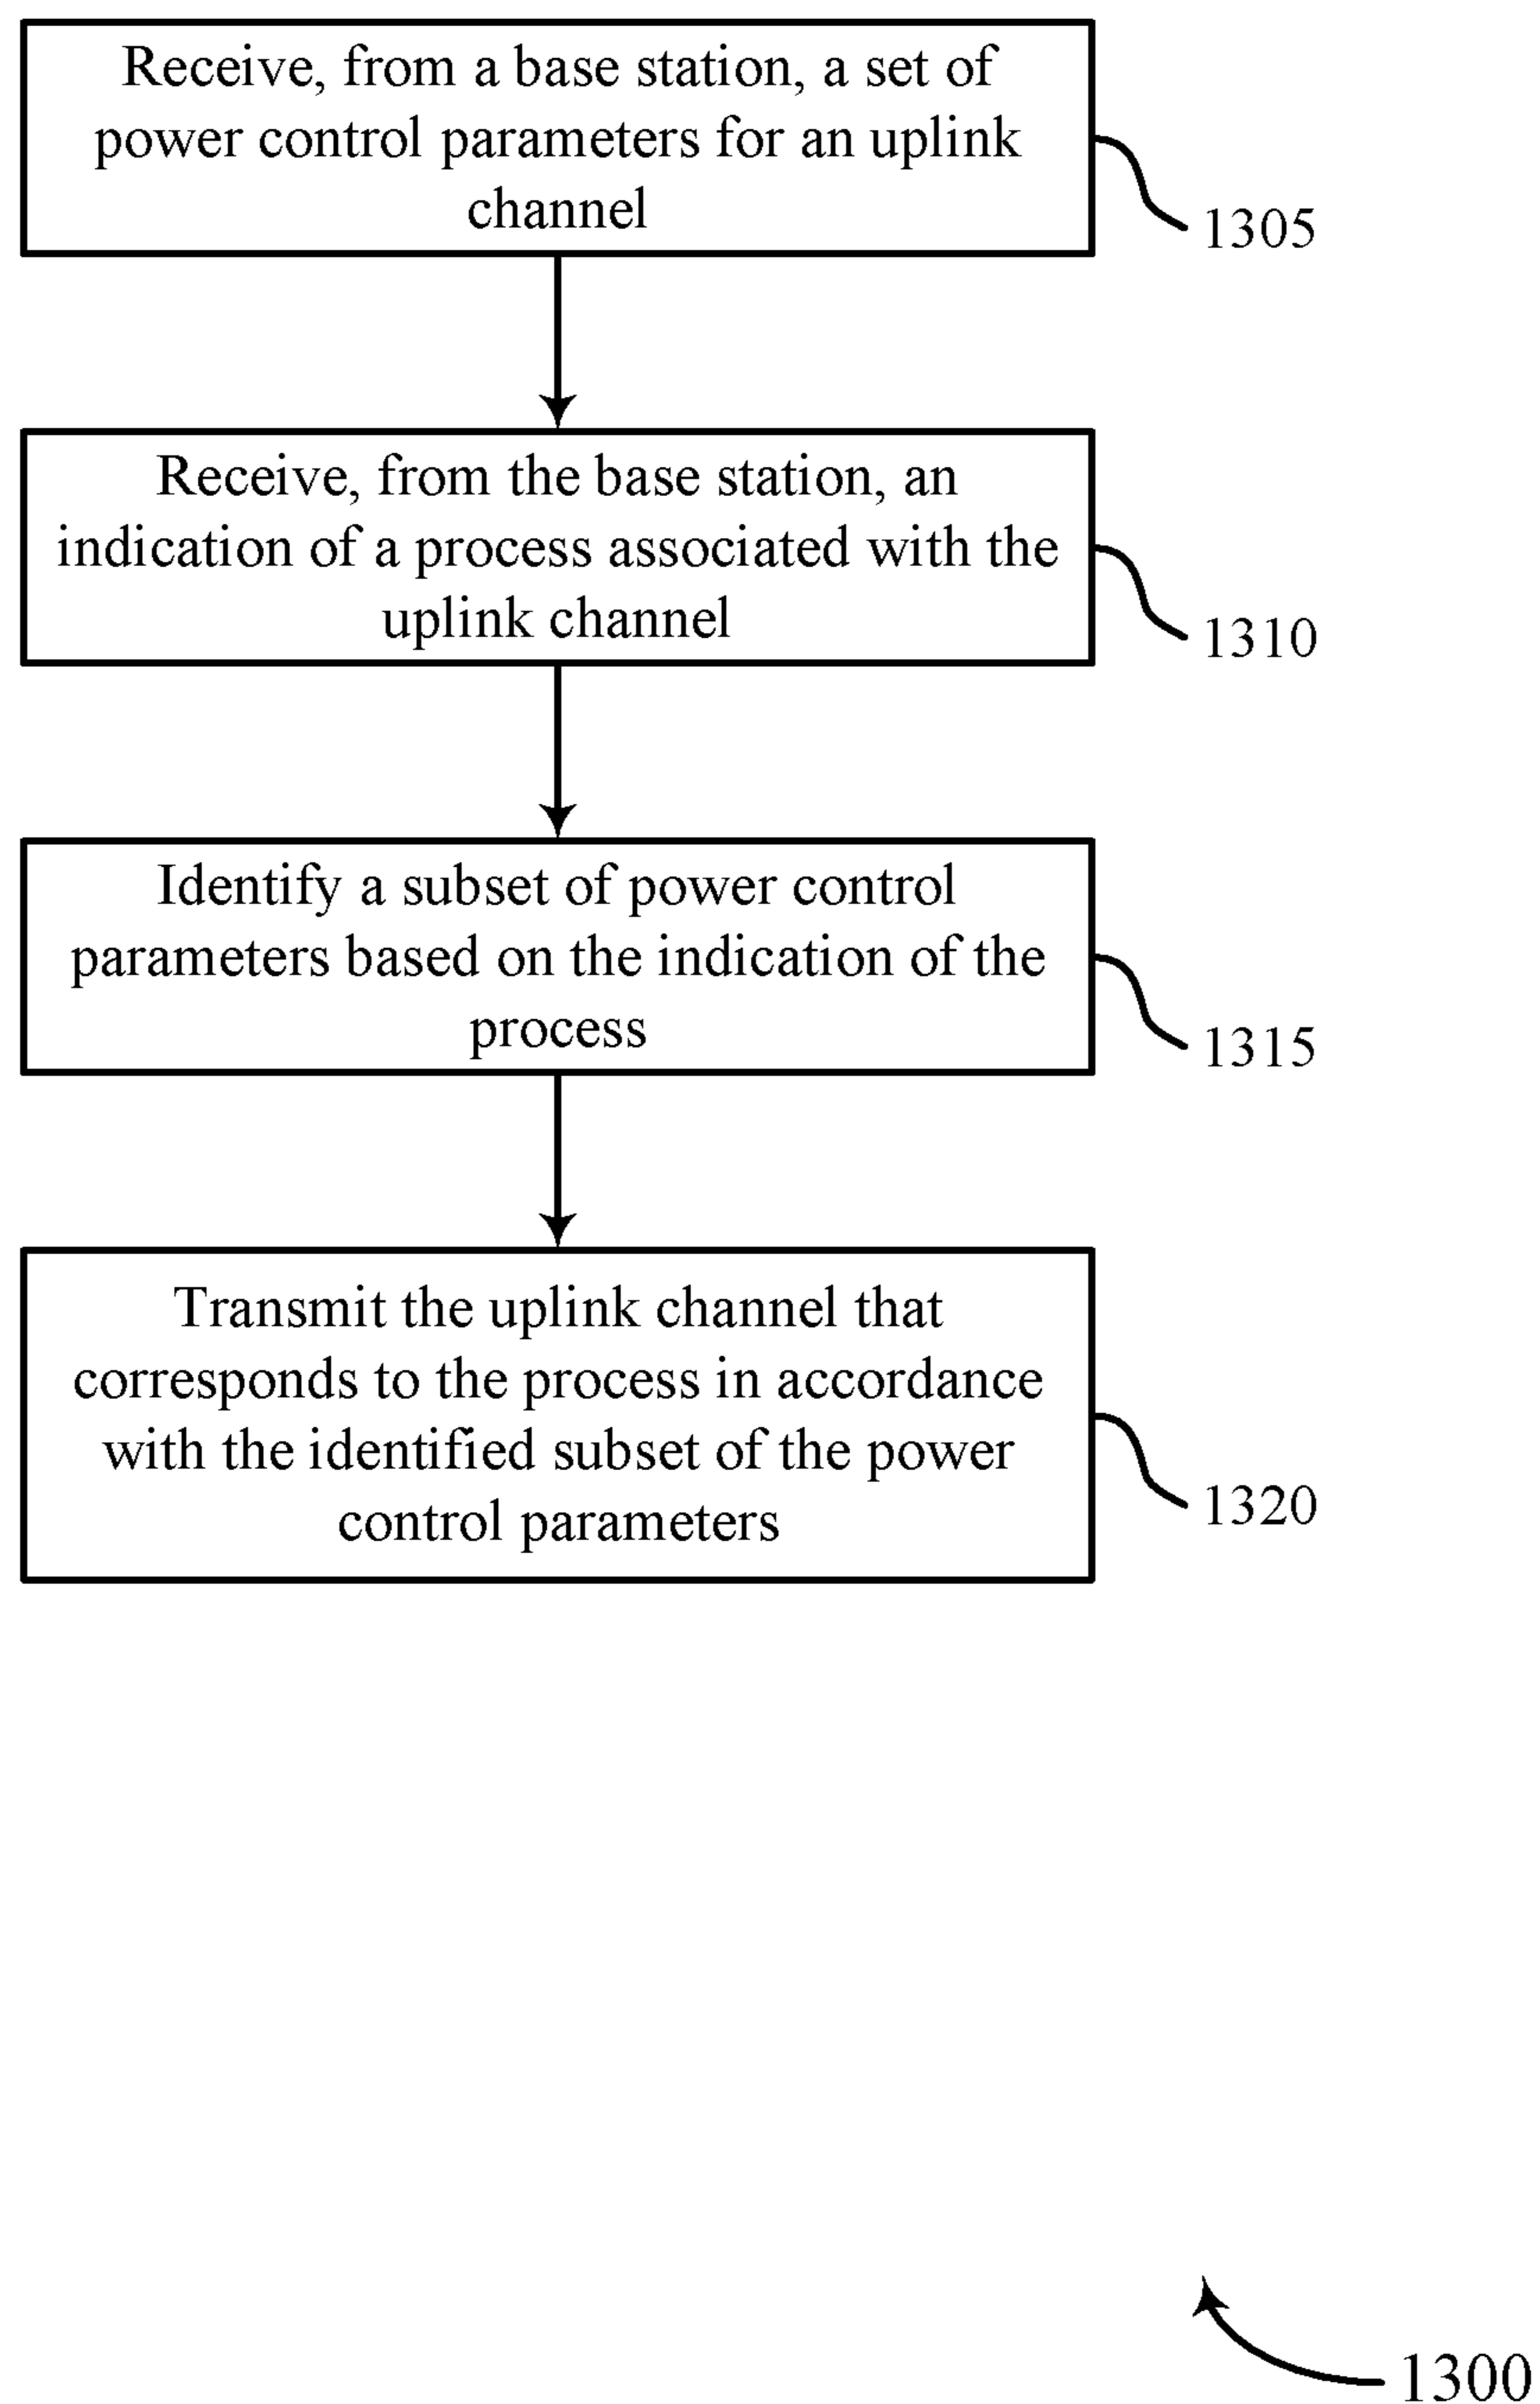 Receive, from a base station, a set of
power control parameters for an uplink
channel
1305
Receive, from the base station, an
indication of a process associated with the
uplink channel
1310
Identify a subset of power control
parameters based on the indication of the
process
1315
Transmit the uplink channel that
corresponds to the process in accordance
with the identified subset of the power
control parameters
1320
1300